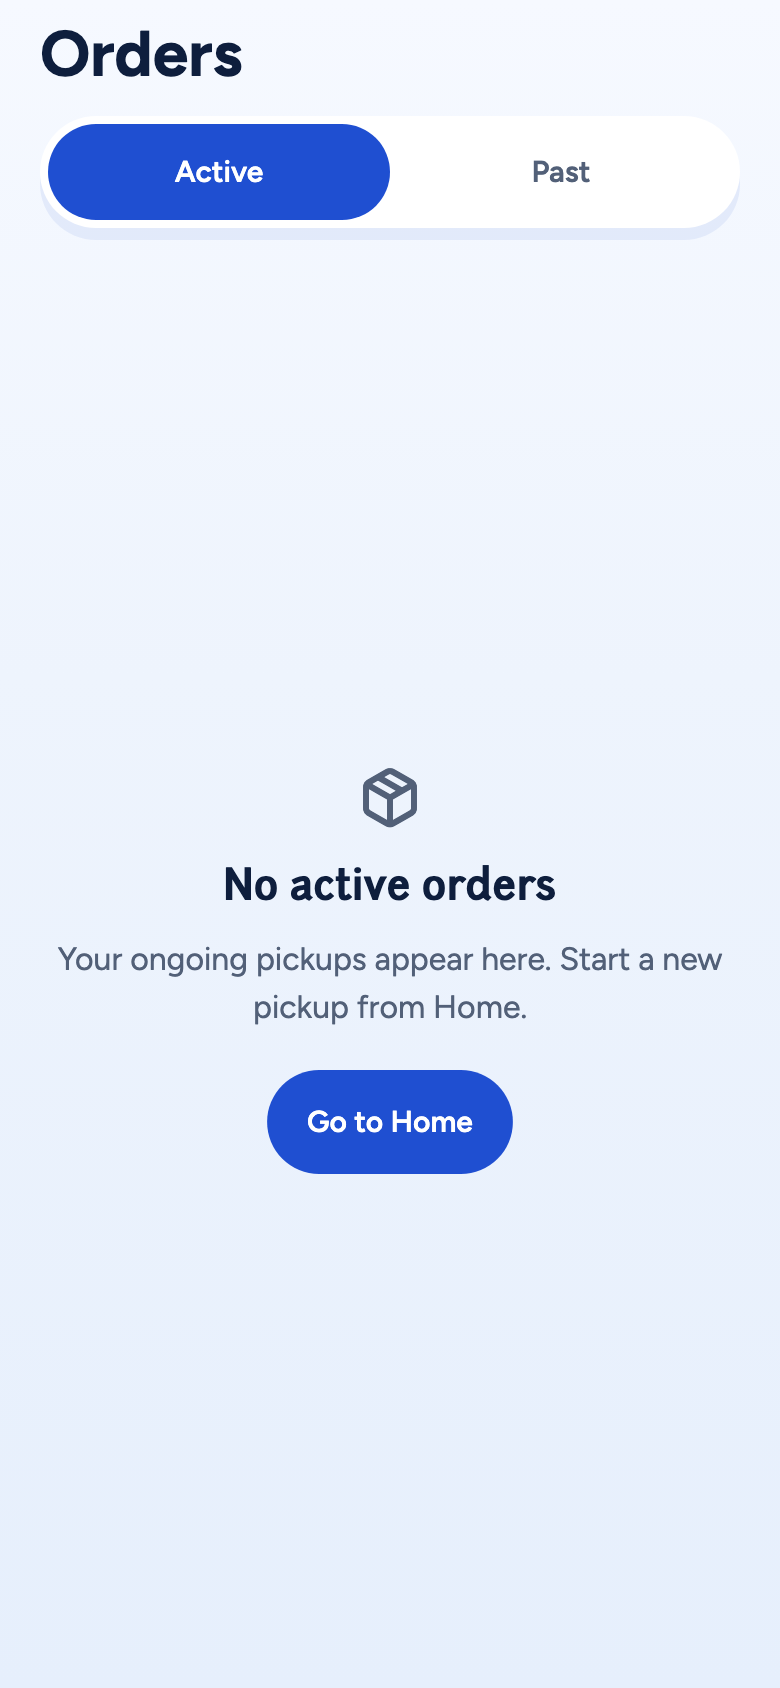 Orders
Active
Past
No active orders
Your ongoing pickups appear here. Start a new
pickup from Home.
Go to Home